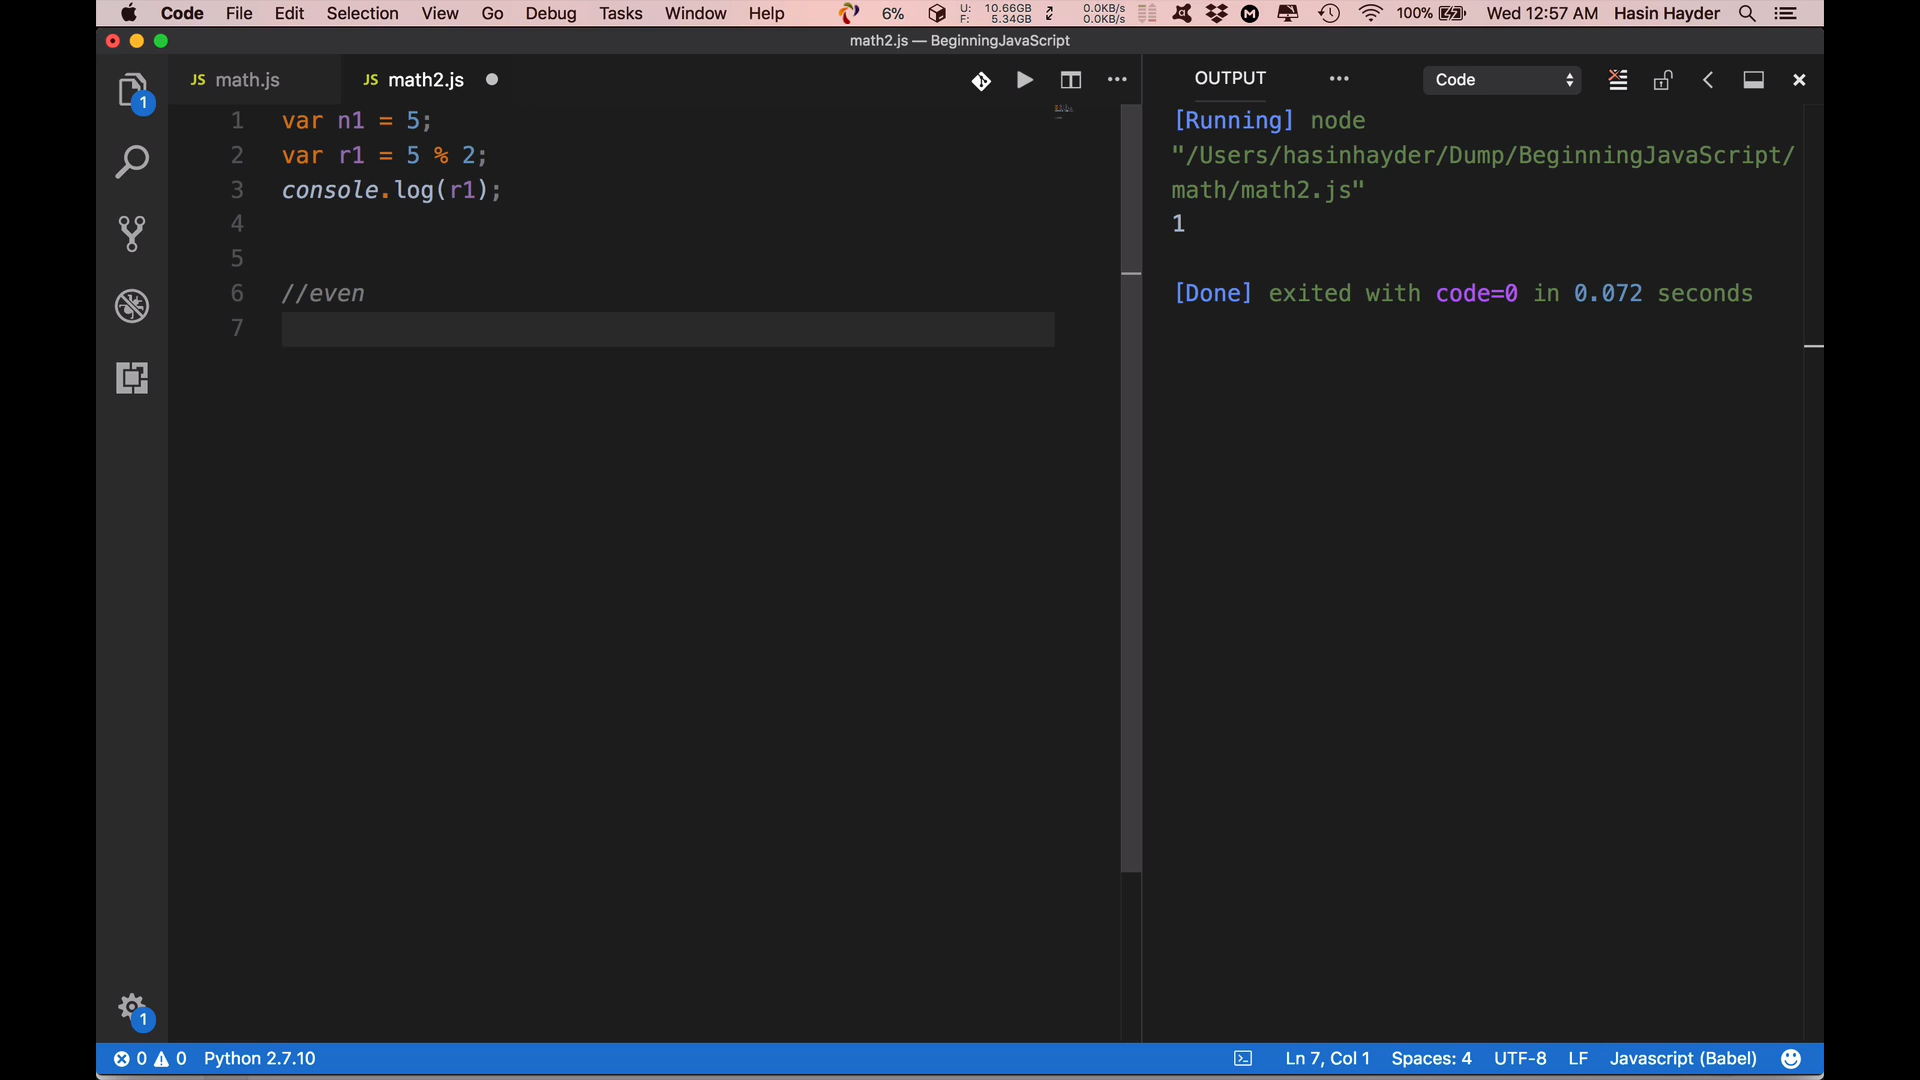 Code File Edit Selection View Go Debug Tasks Window Help 6% U: 10.66GB 0.0KB/s 100% Wed 12:57 AM Hasin Hayder
F: 5.34GB 0.0KB/s
math2.js — BeginningJavaScript
JS math.js JS math2.js OUTPUT Code
1 var n1 = 5;
2 var r1 = 5 % 2;
3 console.log(r1);
4
5
6 //even
7
[Running] node
"/Users/hasinhayder/Dump/BeginningJavaScript/
math/math2.js"
1
[Done] exited with code=0 in 0.072 seconds
1
1
0 0 Python 2.7.10 Ln 7, Col 1 Spaces: 4 UTF-8 LF Javascript (Babel)